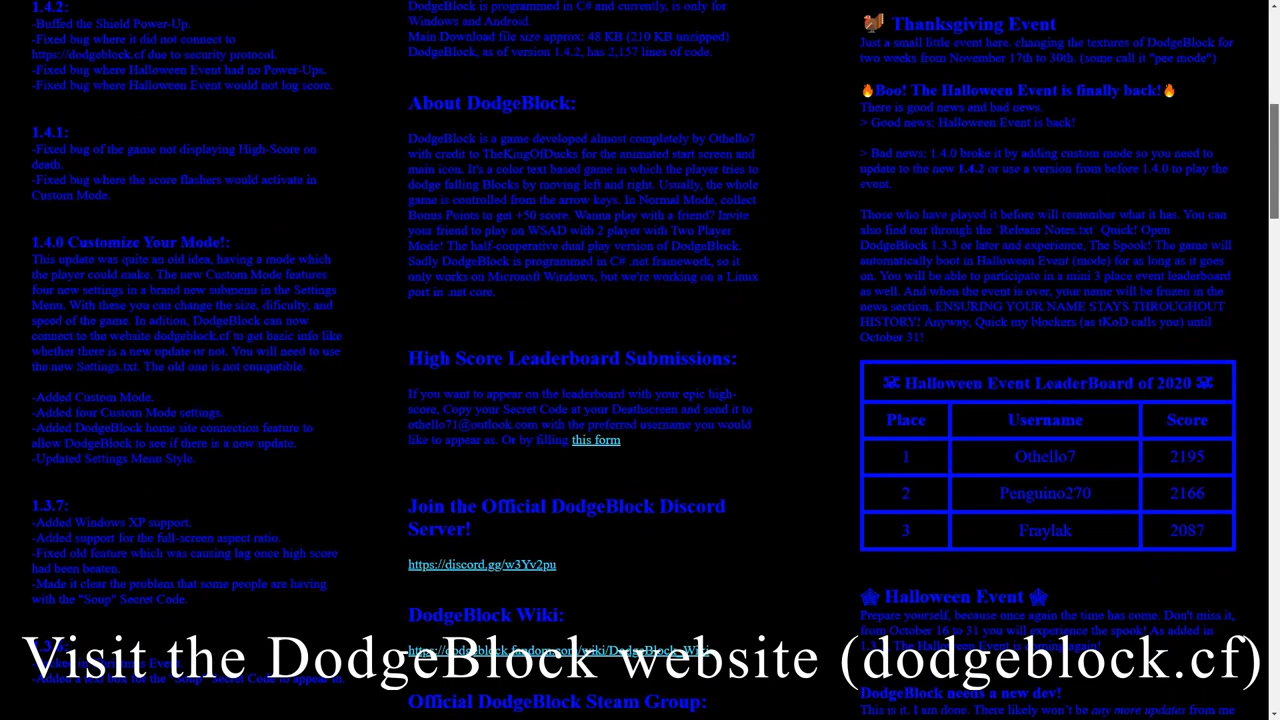 1.4.2:
-Buffed the Shield Power-Up.
-Fixed bug where it did not connect to
https://dodgeblock.cf due to security protocol.
-Fixed bug where Halloween Event had no Power-Ups.
-Fixed bug where Halloween Event would not log score.
1.4.1:
-Fixed bug of the game not displaying High-Score on
death.
-Fixed bug where the score flashers would activate in
Custom Mode.
1.4.0 Customize Your Mode!:
This update was quite an old idea, having a mode which
the player could make. The new Custom Mode features
four new settings in a brand new submenu in the Settings
Menu. With these you can change the size, dificulty, and
speed of the game. In adition, DodgeBlock can now
connect to the website dodgeblock.cf to get basic info like
whether there is a new update or not. You will need to use
the new Settings.txt. The old one is not compatible.
-Added Custom Mode.
-Added four Custom Mode settings.
-Added DodgeBlock home site connection feature to
allow DodgeBlock to see if there is a new update.
-Updated Settings Menu Style.
1.3.7:
-Added Windows XP support.
-Added support for the full-screen aspect ratio.
-Fixed old feature which was causing lag once high score
had been beaten.
-Made it clear the problem that some people are having
with the "Soup" Secret Code.
DodgeBlock is programmed in C# and currently, is only for
Windows and Android.
Main Download file size approx: 48 KB (210 KB unzipped)
DodgeBlock, as of version 1.4.2, has 2,157 lines of code.
About DodgeBlock:
DodgeBlock is a game developed almost completely by Othello7
with credit to TheKingOfDucks for the animated start screen and
main icon. It's a color text based game in which the player tries to
dodge falling Blocks by moving left and right. Usually, the whole
game is controlled from the arrow keys. In Normal Mode, collect
Bonus Points to get +50 score. Wanna play with a friend? Invite
your friend to play on WSAD with 2 player with Two Player
Mode! The half-cooperative dual play version of DodgeBlock.
Sadly DodgeBlock is programmed in C# .net framework, so it
only works on Microsoft Windows, but we're working on a Linux
port in .net core.
High Score Leaderboard Submissions:
If you want to appear on the leaderboard with your epic high-
score, Copy your Secret Code at your Deathscreen and send it to
othello71@outlook.com with the preferred username you would
like to appear as. Or by filling this form
Join the Official DodgeBlock Discord
Server!
https://discord.gg/w3Yv2pu
DodgeBlock Wiki:
https://dodgeblock.fandom.com/wiki/DodgeBlock_Wiki
Official DodgeBlock Steam Group:
Thanksgiving Event
Just a small little event here. changing the textures of DodgeBlock for
two weeks from November 17th to 30th. (some call it "pee mode")
Boo! The Halloween Event is finally back!
There is good news and bad news.
> Good news: Halloween Event is back!
> Bad news: 1.4.0 broke it by adding custom mode so you need to
update to the new 1.4.2 or use a version from before 1.4.0 to play the
event.
Those who have played it before will remember what it has. You can
also find our through the `Release Notes.txt` Quick! Open
DodgeBlock 1.3.3 or later and experience, The Spook! The game will
automatically boot in Halloween Event (mode) for as long as it goes
on. You will be able to participate in a mini 3 place event leaderboard
as well. And when the event is over, your name will be frozen in the
news section. ENSURING YOUR NAME STAYS THROUGHOUT
HISTORY! Anyway, Quick my blockers (as tKoD calls you) until
October 31!
Halloween Event LeaderBoard of 2020
Place Username Score
1 Othello7 2195
2 Penguino270 2166
3 Fraylak 2087
Halloween Event
Prepare yourself, because once again the time has come. Don't miss it,
from October 16 to 31 you will experience the spook! As added in
DodgeBlock needs a new dev!
This is it. I am done. There likely won't be any more updates from me
Visit the DodgeBlock website (dodgeblock.cf)